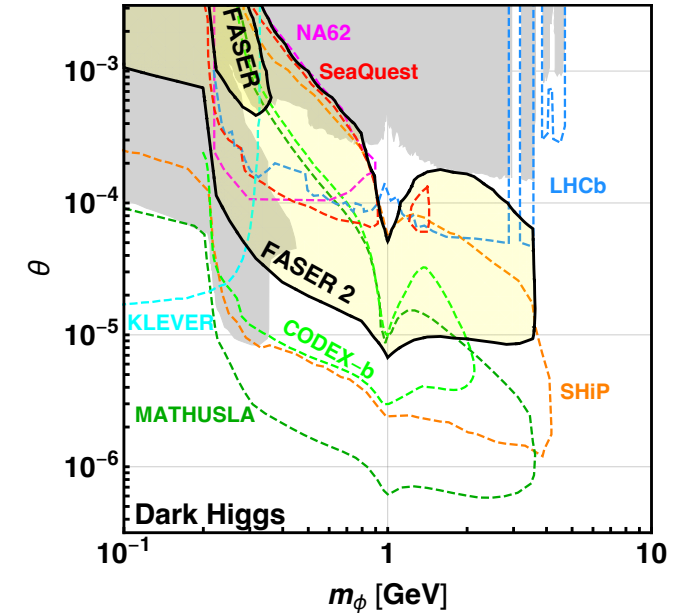 FASER
NA62
SeaQuest
10⁻³
LHCb
10⁻⁴
θ
FASER 2
KLEVER
10⁻⁵
CODEX-b
SHiP
MATHUSLA
10⁻⁶
Dark Higgs
10⁻¹
1
10
m_ϕ [GeV]